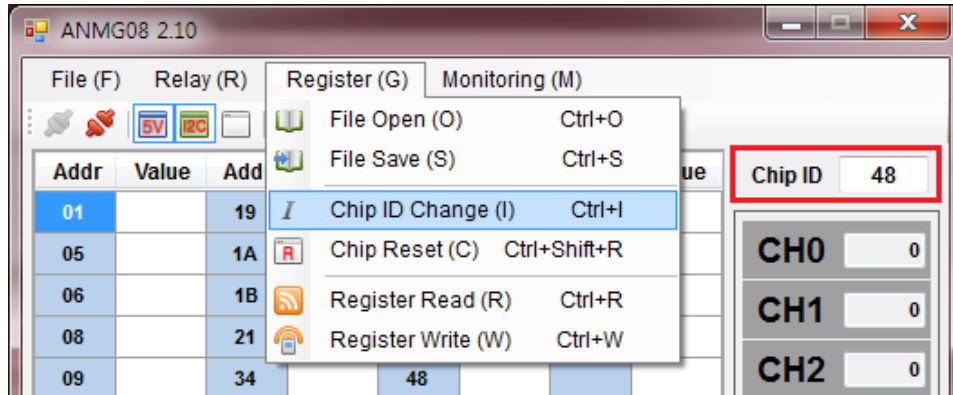 ANMG08 2.10
File (F) Relay (R) Register (G) Monitoring (M)
5V I2C
File Open (O) Ctrl+O
File Save (S) Ctrl+S
Chip ID Change (I) Ctrl+I
Chip Reset (C) Ctrl+Shift+R
Register Read (R) Ctrl+R
Register Write (W) Ctrl+W
Addr Value Add ue
01 19
05 1A
06 1B
08 21
09 34 48
Chip ID 48
CH0 0
CH1 0
CH2 0